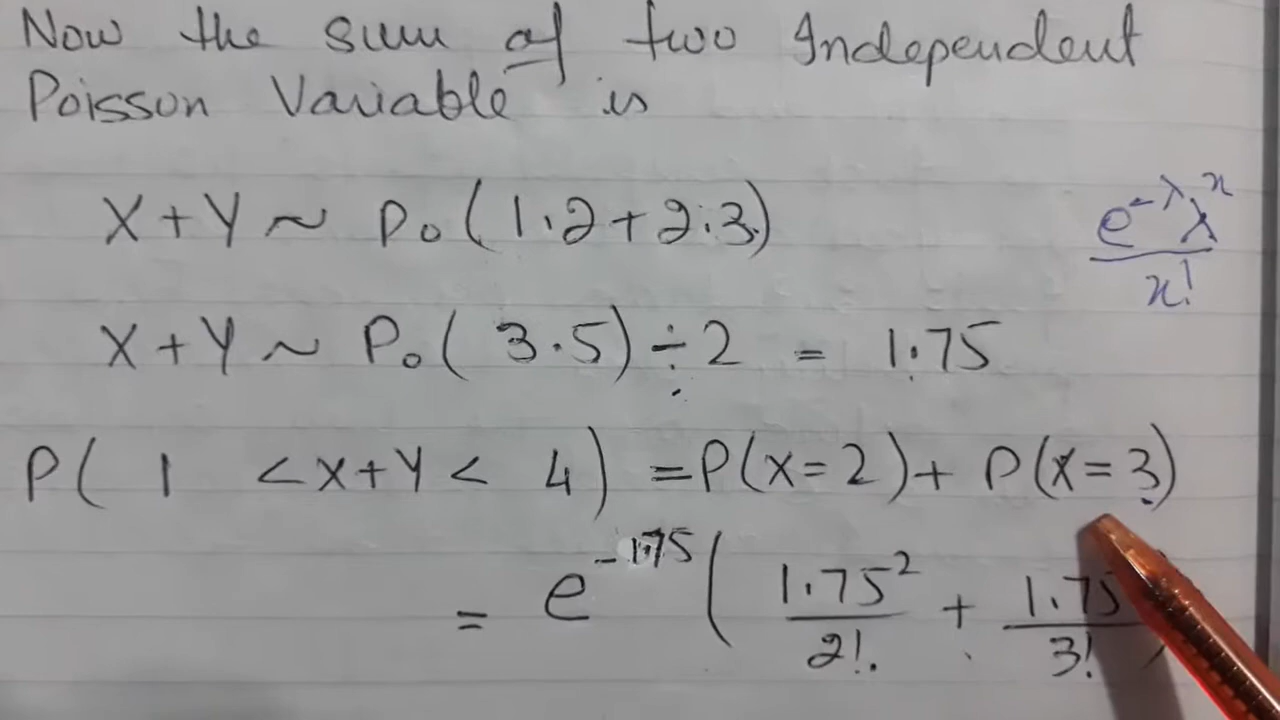 Now the sum of two Independent
Poisson Variable is
X+Y ~ Po(1.2+2.3)
e^-λ λ^x / x!
X+Y ~ Po(3.5) ÷ 2 = 1.75
P( 1 < X+Y < 4 ) = P(X=2) + P(X=3)
= e^-1.75 ( 1.75^2 / 2! + 1.75 / 3! )